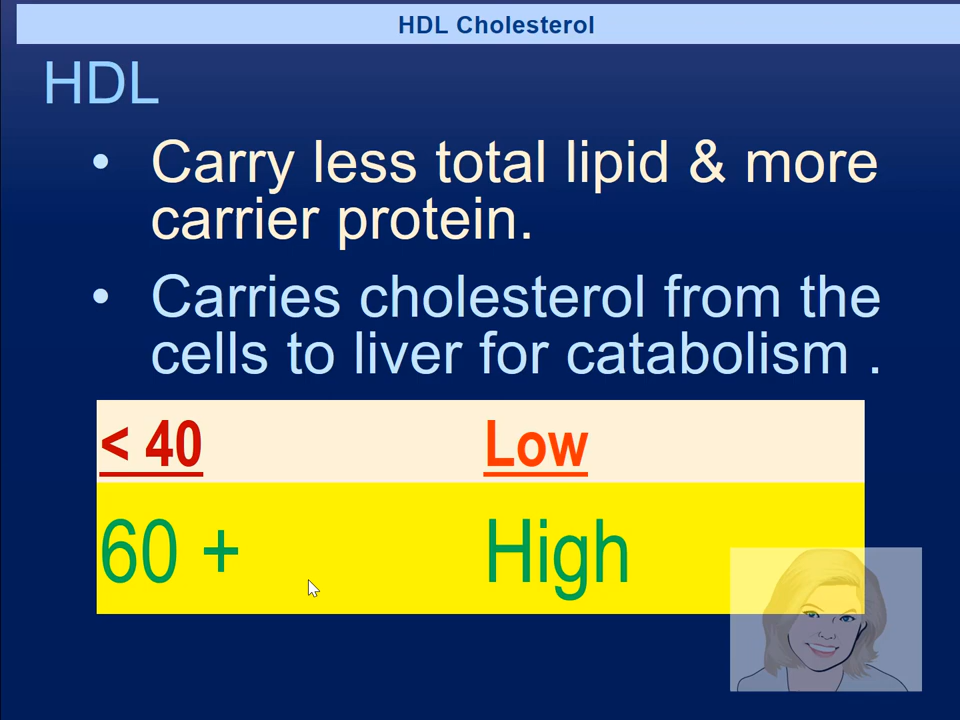 HDL Cholesterol
HDL
• Carry less total lipid & more
carrier protein.
• Carries cholesterol from the
cells to liver for catabolism .
< 40 Low
60 + High